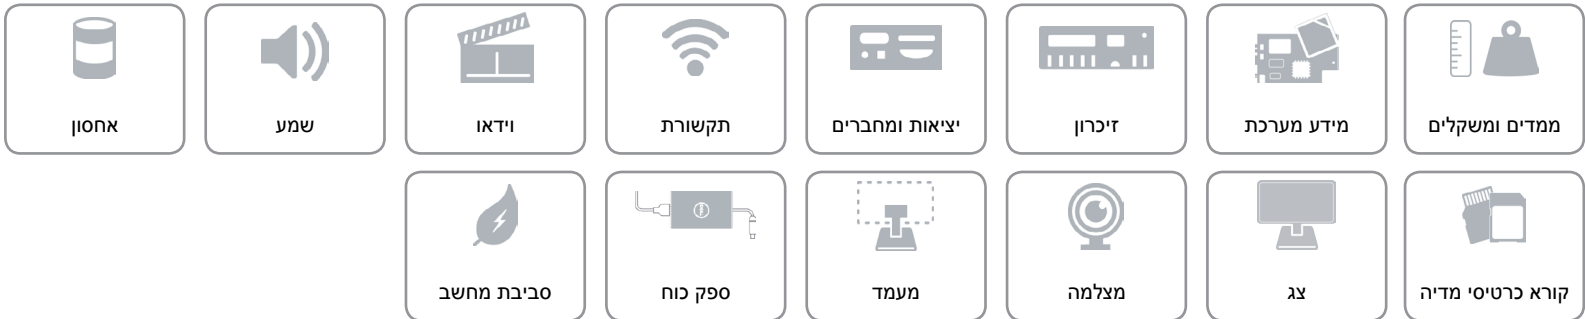 ממדים ומשקלים
מידע מערכת
זיכרון
יציאות ומחברים
תקשורת
וידאו
שמע
אחסון
קורא כרטיסי מדיה
צג
מצלמה
מעמד
ספק כוח
סביבת מחשב